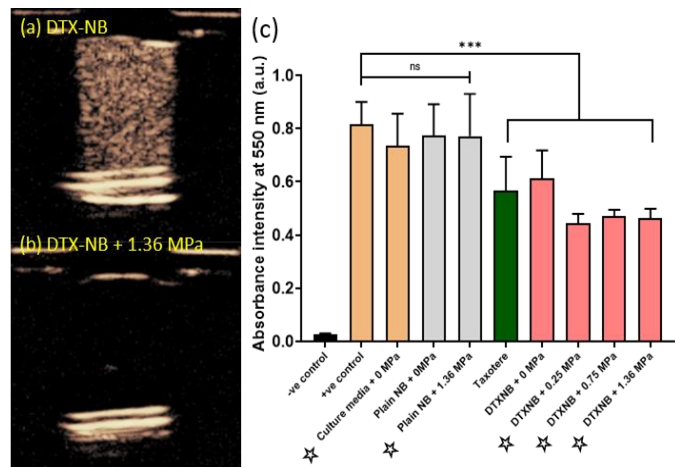 (a) DTX-NB
(b) DTX-NB + 1.36 MPa
(c)
***
ns
Absorbance intensity at 550 nm (a.u.)
1.0
0.8
0.6
0.4
0.2
0.0
-ve control
+ve control
Culture media + 0 MPa
Plain NB + 0MPa
Plain NB + 1.36 MPa
Taxotere
DTXNB + 0 MPa
DTXNB + 0.25 MPa
DTXNB + 0.75 MPa
DTXNB + 1.36 MPa